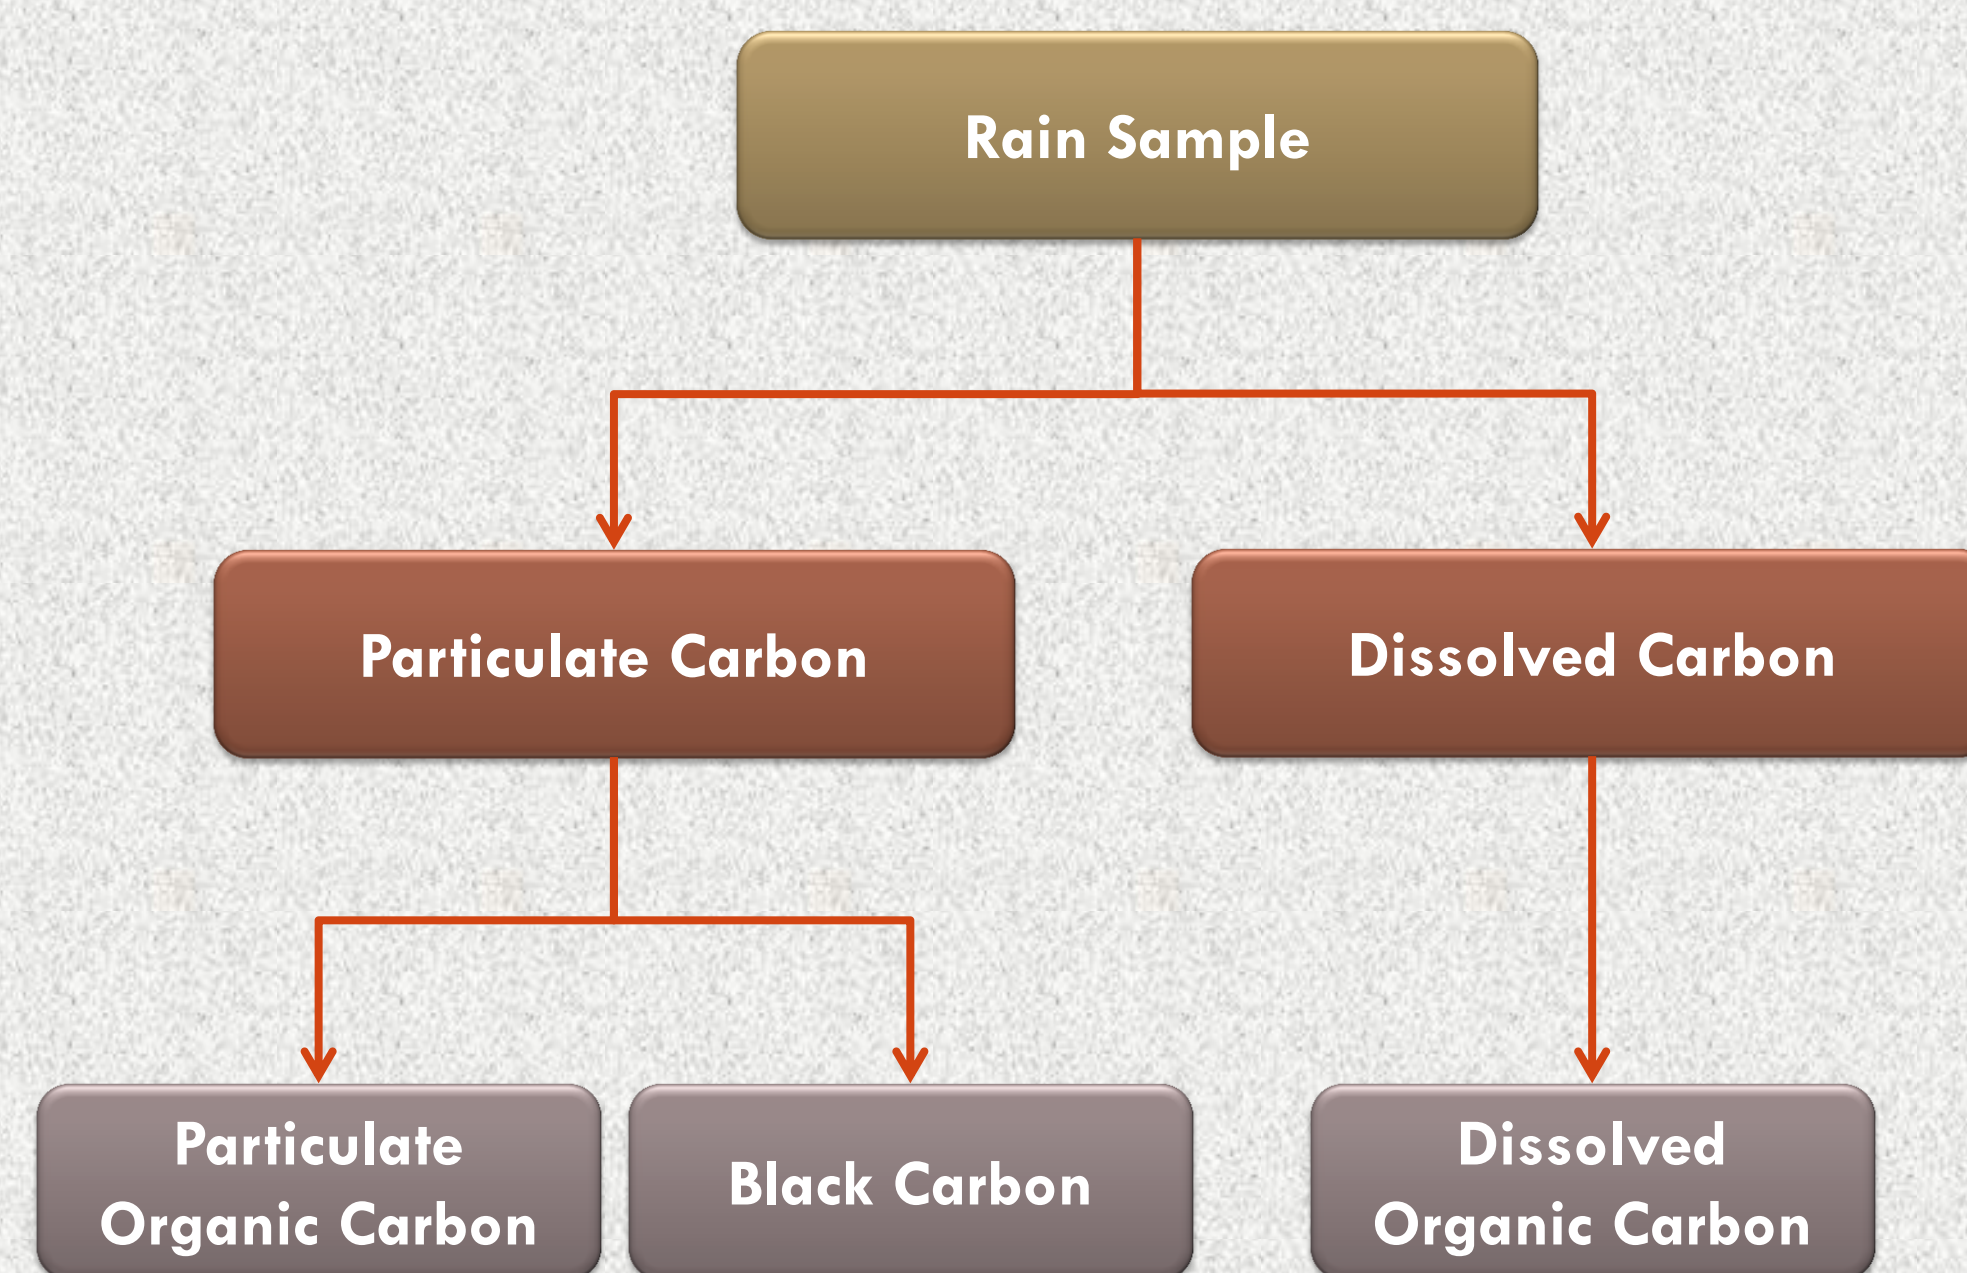 Rain Sample
Particulate Carbon
Dissolved Carbon
Particulate
Organic Carbon
Black Carbon
Dissolved
Organic Carbon